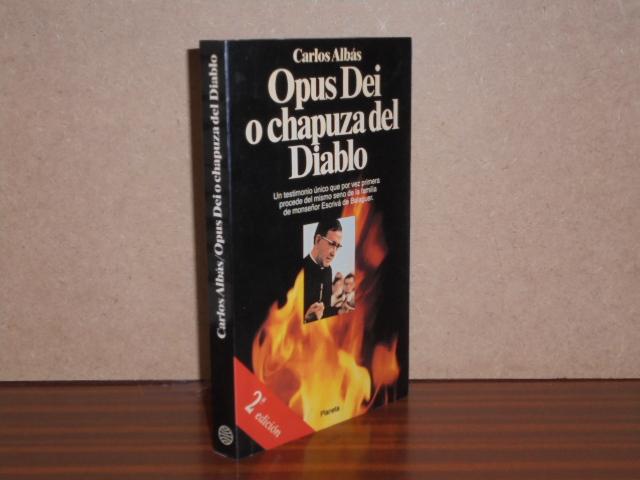 Carlos Albás/Opus Dei o chapuza del Diablo
Carlos Albás
Opus Dei
o chapuza del
Diablo
Un testimonio único que por vez primera
procede del mismo seno de la familia
de monseñor Escrivá de Balaguer.
2ª
edición
Planeta